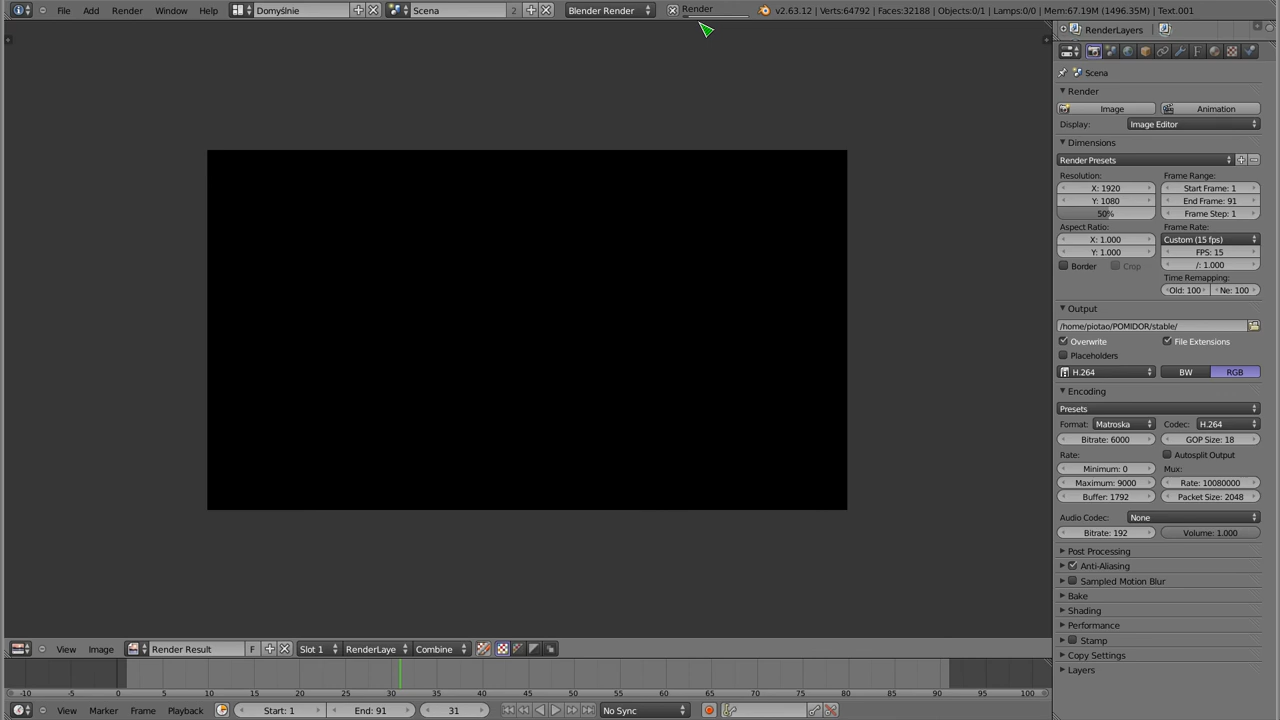 File Add Render Window Help Domyślnie Scena 2 Blender Render Render v2.63.12 | Verts:64792 | Faces:32188 | Objects:0/1 | Lamps:0/0 | Mem:67.19M (1496.35M) | Text.001
RenderLayers
Scena
Render
Image Animation
Display: Image Editor
Dimensions
Render Presets
Resolution: Frame Range:
X: 1920 Start Frame: 1
Y: 1080 End Frame: 91
50% Frame Step: 1
Aspect Ratio: Frame Rate:
X: 1.000 Custom (15 fps)
Y: 1.000 FPS: 15
Border Crop /: 1.000
Time Remapping:
Old: 100 Ne: 100
Output
/home/piotao/POMIDOR/stable/
Overwrite File Extensions
Placeholders
H.264 BW RGB
Encoding
Presets
Format: Matroska Codec: H.264
Bitrate: 6000 GOP Size: 18
Rate: Autosplit Output
Minimum: 0 Mux:
Maximum: 9000 Rate: 10080000
Buffer: 1792 Packet Size: 2048
Audio Codec: None
Bitrate: 192 Volume: 1.000
Post Processing
Anti-Aliasing
Sampled Motion Blur
Bake
Shading
Performance
Stamp
Copy Settings
Layers
View Image Render Result F Slot 1 RenderLaye Combine
-10 -5 0 5 10 15 20 25 30 35 40 45 50 55 60 65 70 75 80 85 90 95 100
View Marker Frame Playback Start: 1 End: 91 31 No Sync